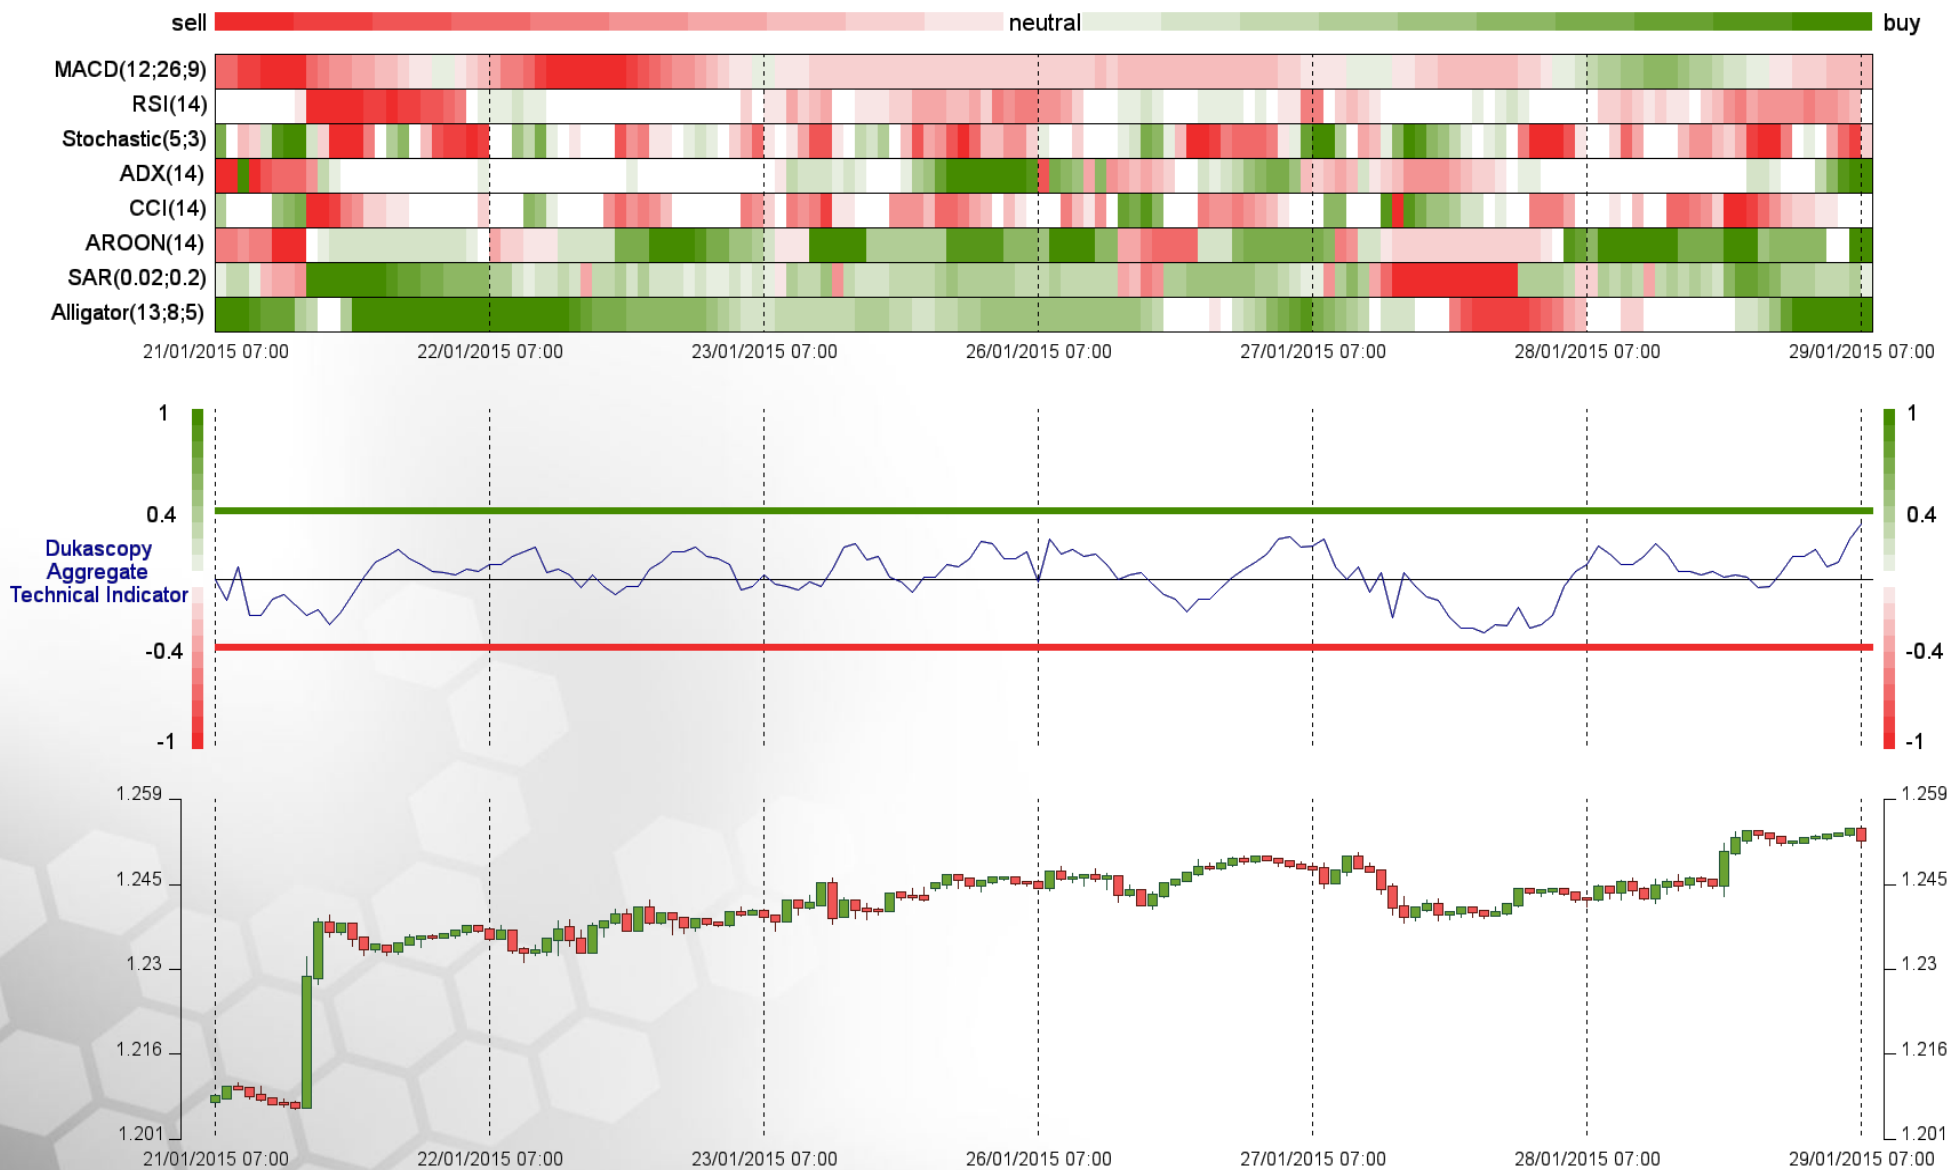 sell neutral buy
MACD(12;26;9)
RSI(14)
Stochastic(5;3)
ADX(14)
CCI(14)
AROON(14)
SAR(0.02;0.2)
Alligator(13;8;5)
21/01/2015 07:00 22/01/2015 07:00 23/01/2015 07:00 26/01/2015 07:00 27/01/2015 07:00 28/01/2015 07:00 29/01/2015 07:00
1 1
0.4 0.4
Dukascopy
Aggregate
Technical Indicator
-0.4 -0.4
-1 -1
1.259 1.259
1.245 1.245
1.23 1.23
1.216 1.216
1.201 1.201
21/01/2015 07:00 22/01/2015 07:00 23/01/2015 07:00 26/01/2015 07:00 27/01/2015 07:00 28/01/2015 07:00 29/01/2015 07:00